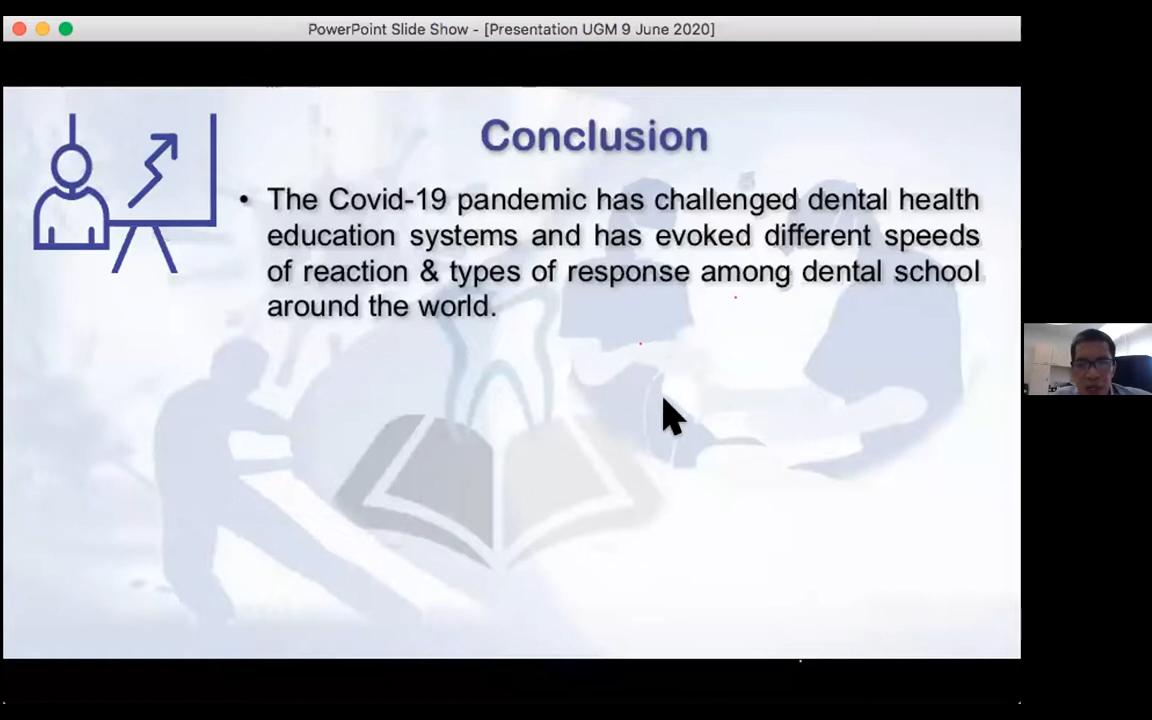 PowerPoint Slide Show - [Presentation UGM 9 June 2020]
Conclusion
• The Covid-19 pandemic has challenged dental health
education systems and has evoked different speeds
of reaction & types of response among dental school
around the world.